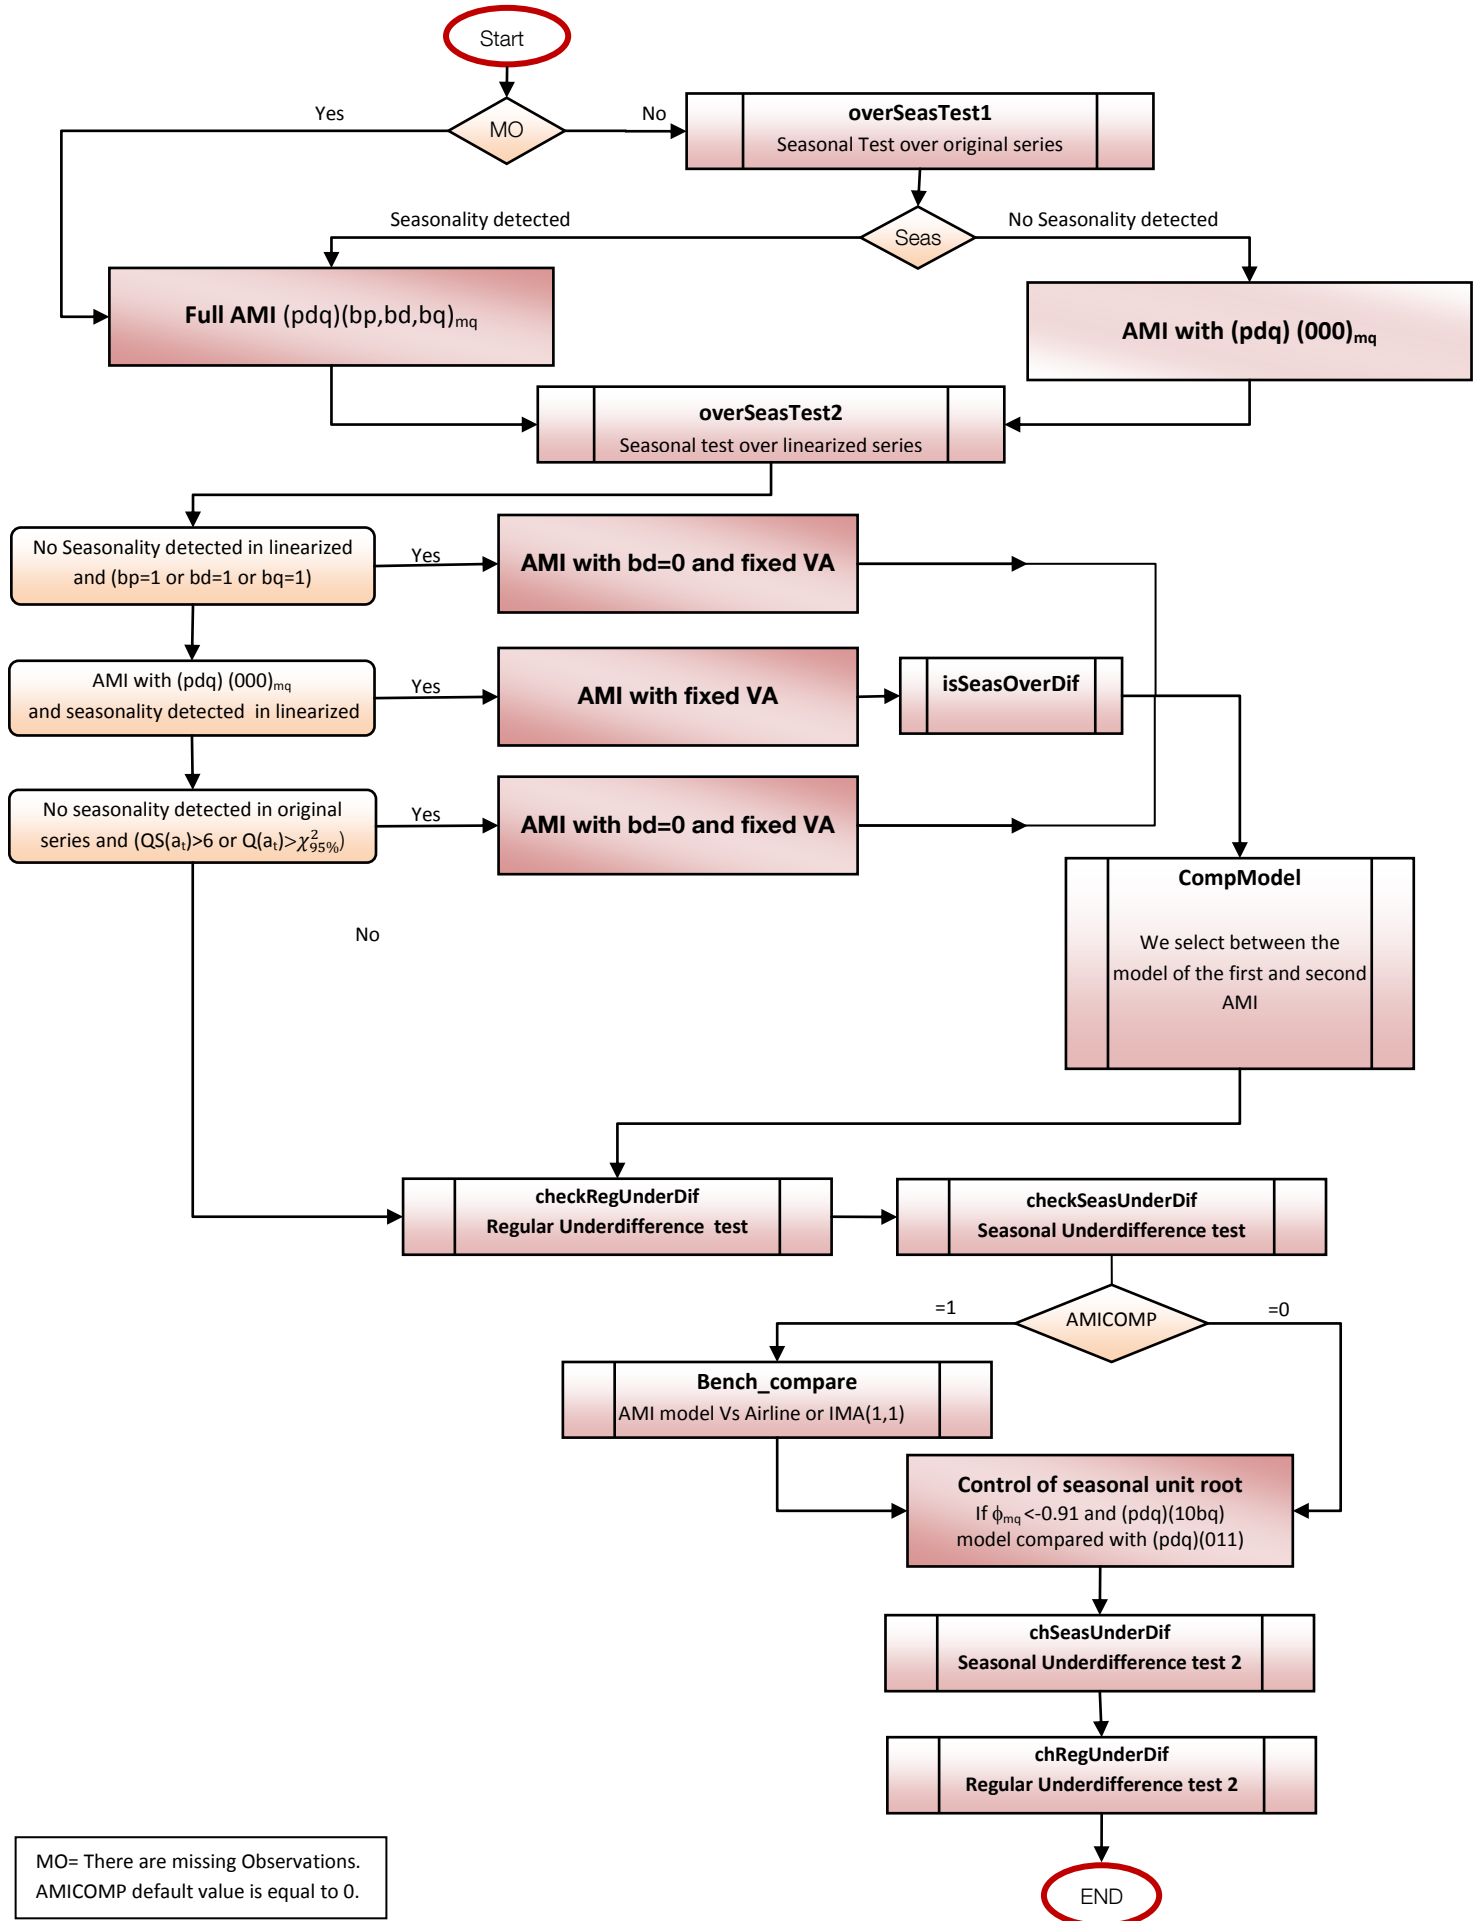 Start
Yes
MO
No
overSeasTest1
Seasonal Test over original series
Seasonality detected
Seas
No Seasonality detected
Full AMI (pdq)(bp,bd,bq)mq
AMI with (pdq) (000)mq
overSeasTest2
Seasonal test over linearized series
No Seasonality detected in linearized
and (bp=1 or bd=1 or bq=1)
Yes
AMI with bd=0 and fixed VA
AMI with (pdq) (000)mq
and seasonality detected in linearized
Yes
AMI with fixed VA
isSeasOverDif
No seasonality detected in original
series and (QS(at)>6 or Q(at)>χ²95%)
Yes
AMI with bd=0 and fixed VA
No
CompModel
We select between the
model of the first and second
AMI
checkRegUnderDif
Regular Underdifference test
checkSeasUnderDif
Seasonal Underdifference test
=1
AMICOMP
=0
Bench_compare
AMI model Vs Airline or IMA(1,1)
Control of seasonal unit root
If ϕmq <-0.91 and (pdq)(10bq)
model compared with (pdq)(011)
chSeasUnderDif
Seasonal Underdifference test 2
chRegUnderDif
Regular Underdifference test 2
END
MO= There are missing Observations.
AMICOMP default value is equal to 0.